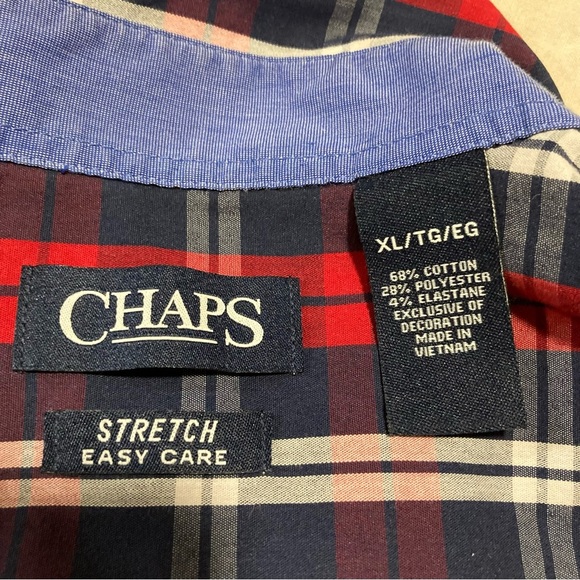 CHAPS
STRETCH
EASY CARE
XL/TG/EG
68% COTTON
28% POLYESTER
4% ELASTANE
EXCLUSIVE OF
DECORATION
MADE IN
VIETNAM